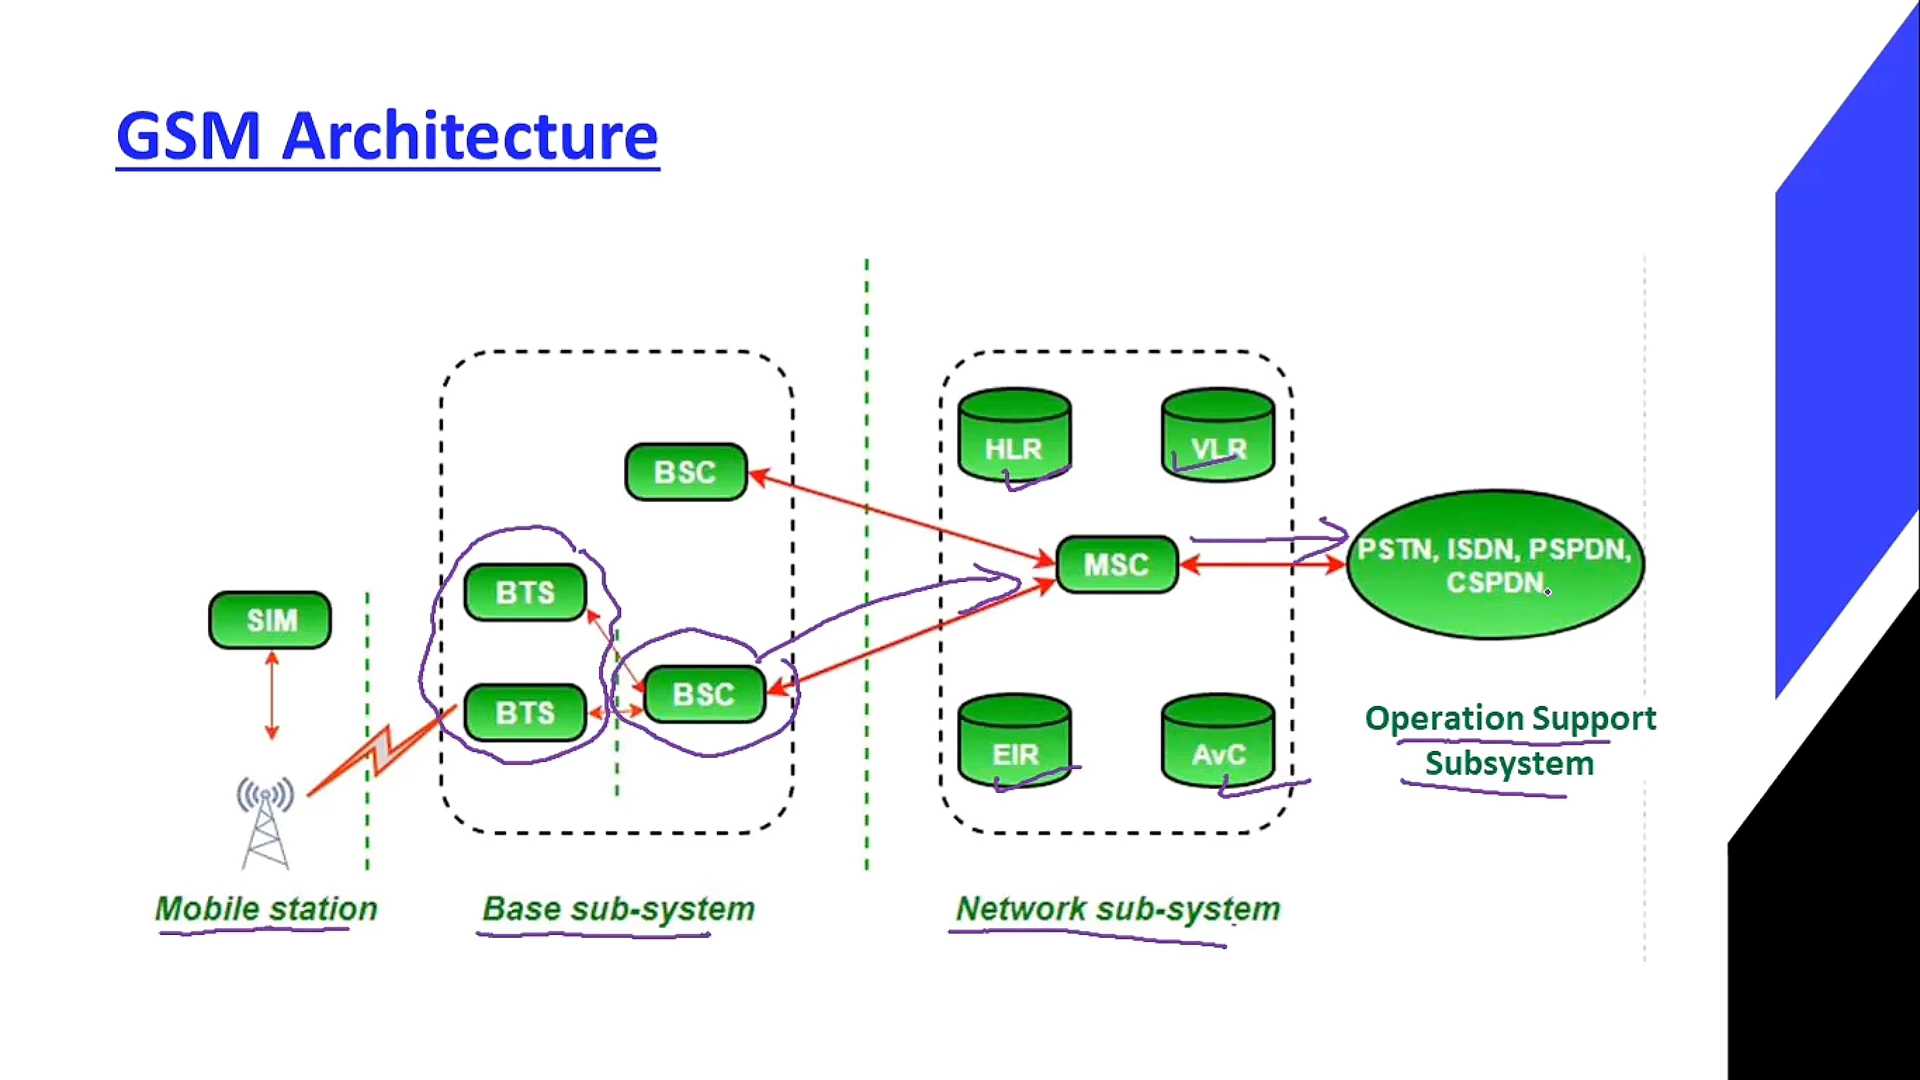 GSM Architecture
HLR
VLR
BSC
MSC
PSTN, ISDN, PSPDN,
CSPDN.
BTS
SIM
BSC
BTS
EIR
AvC
Operation Support
Subsystem
Mobile station
Base sub-system
Network sub-system